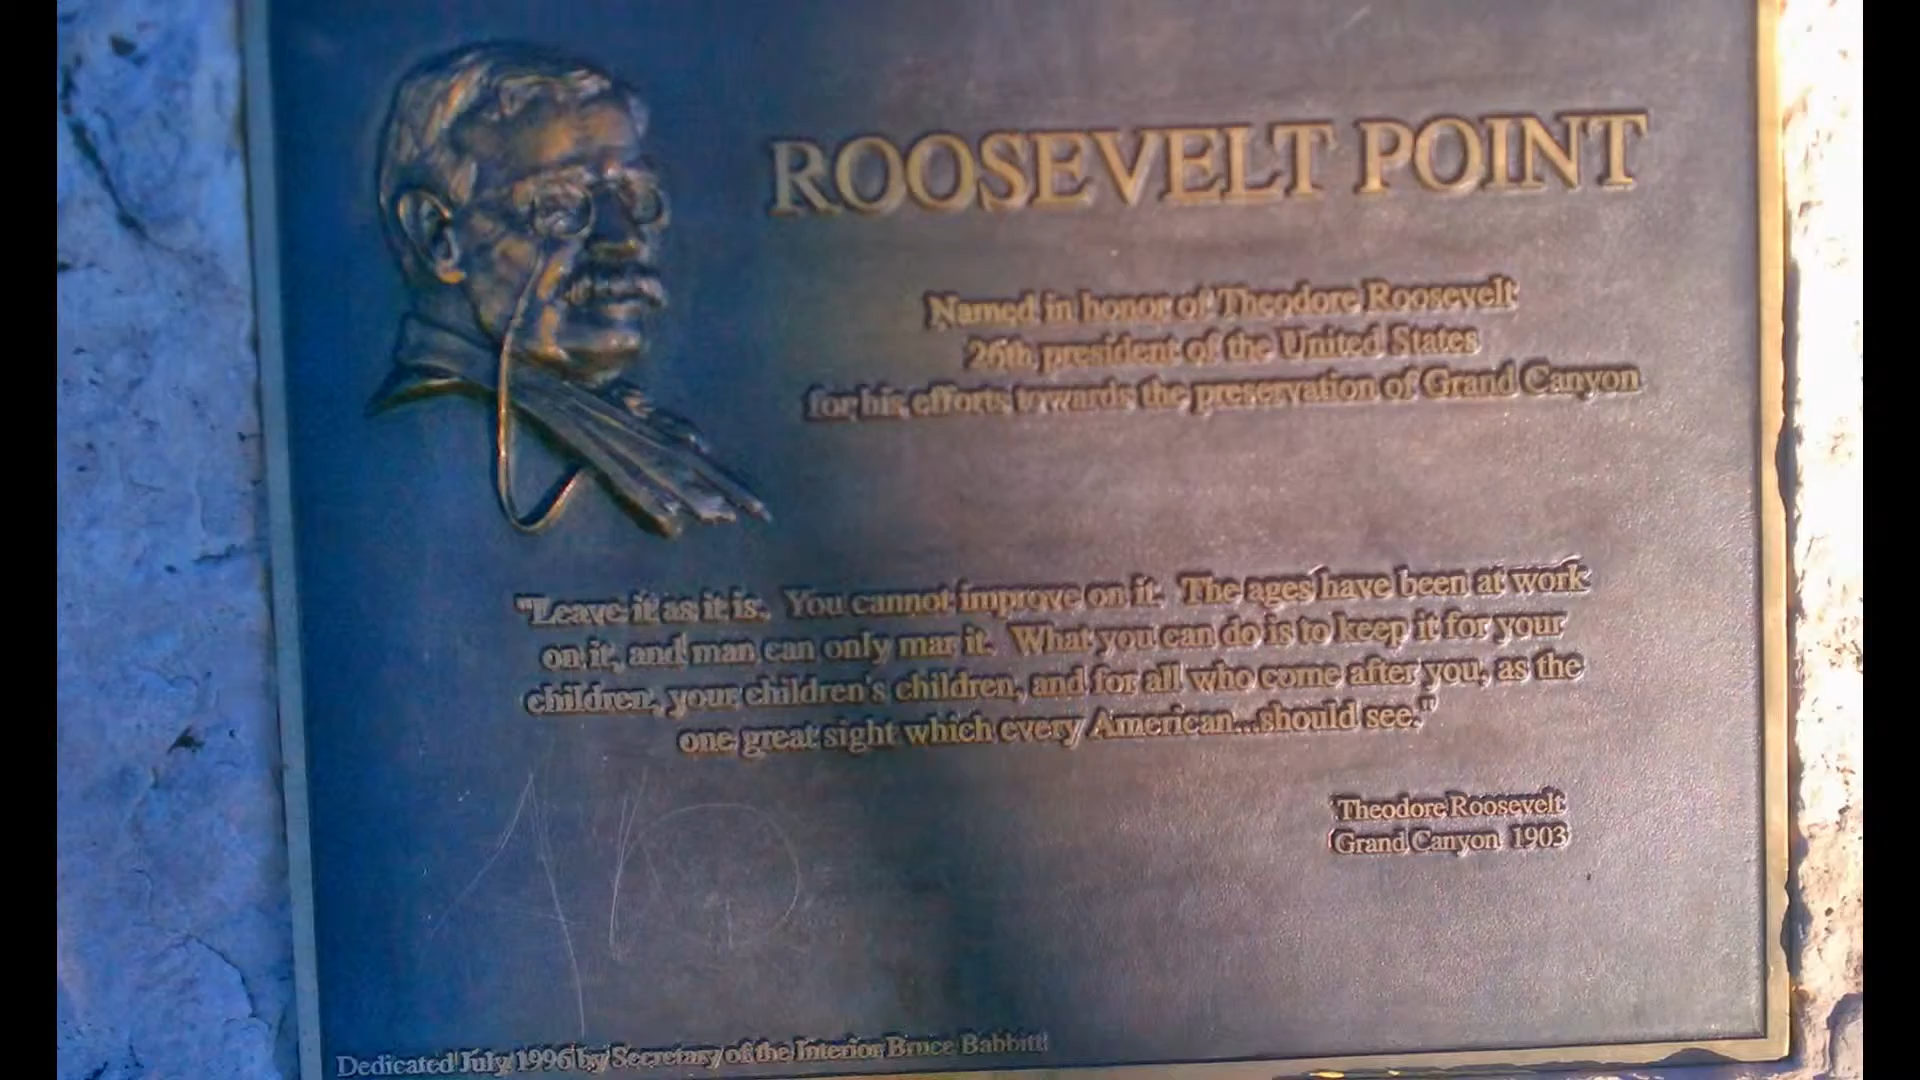 ROOSEVELT POINT
Named in honor of Theodore Roosevelt
26th president of the United States
for his efforts towards the preservation of Grand Canyon
"Leave it as it is. You cannot improve on it. The ages have been at work
on it, and man can only mar it. What you can do is to keep it for your
children, your children's children, and for all who come after you, as the
one great sight which every American...should see."
Theodore Roosevelt
Grand Canyon 1903
Dedicated July 1996 by Secretary of the Interior Bruce Babbitt